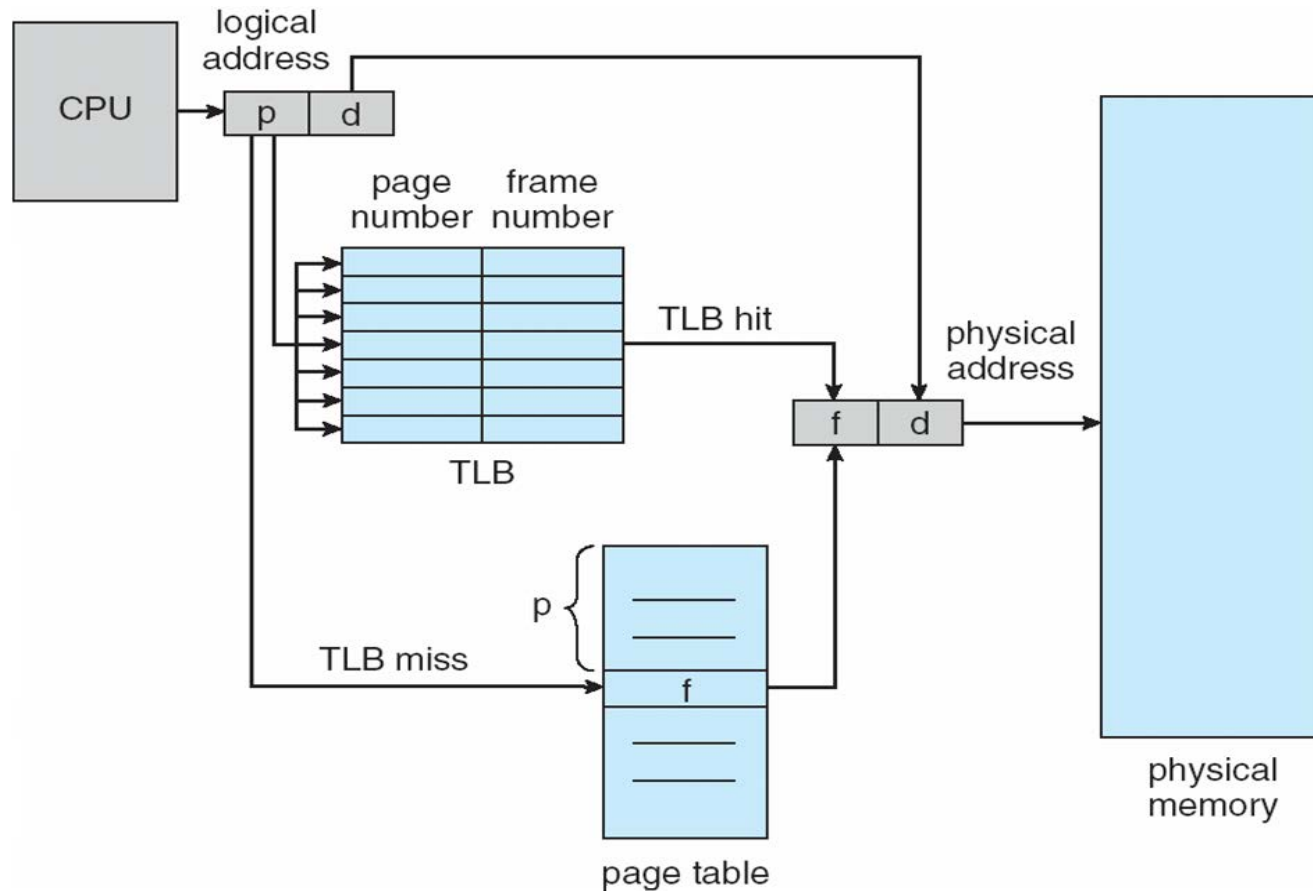 logical
address
CPU
p
d
page
number
frame
number
TLB hit
physical
address
f
d
TLB
p
TLB miss
f
physical
memory
page table